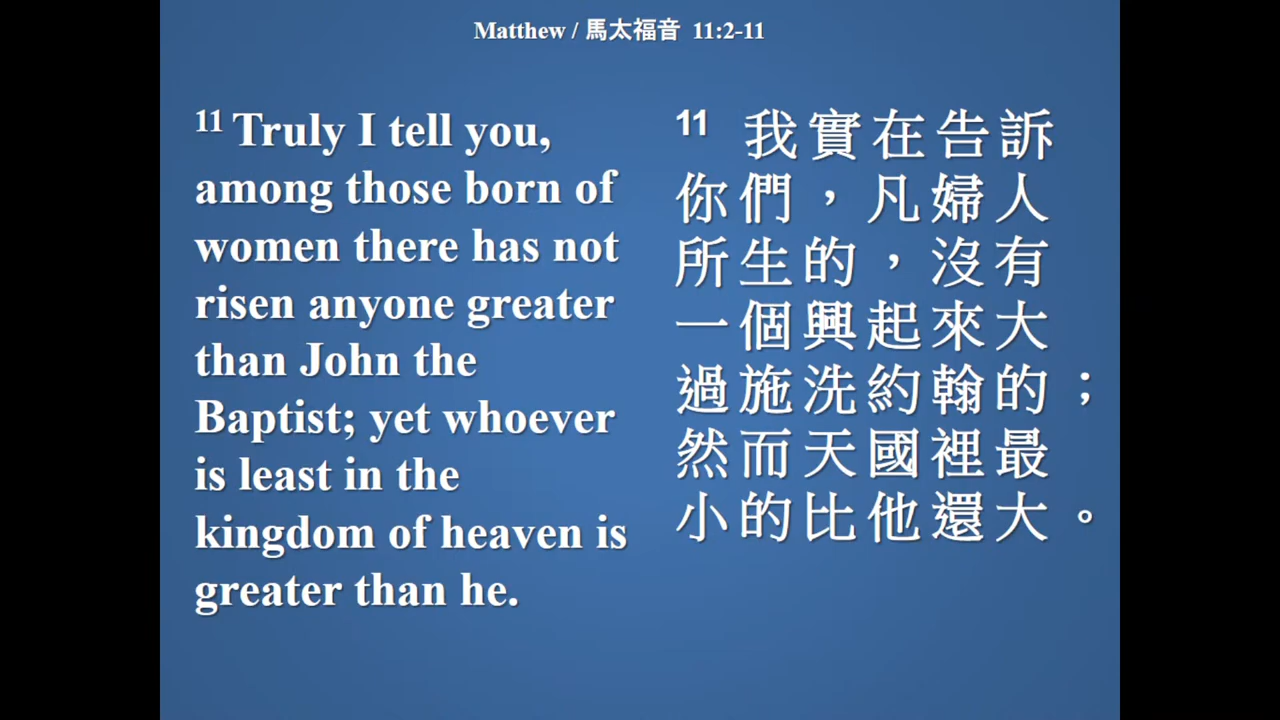 Matthew / 馬太福音 11:2-11
11 Truly I tell you,
among those born of
women there has not
risen anyone greater
than John the
Baptist; yet whoever
is least in the
kingdom of heaven is
greater than he.
11 我實在告訴
你們，凡婦人
所生的，沒有
一個興起來大
過施洗約翰的；
然而天國裡最
小的比他還大。